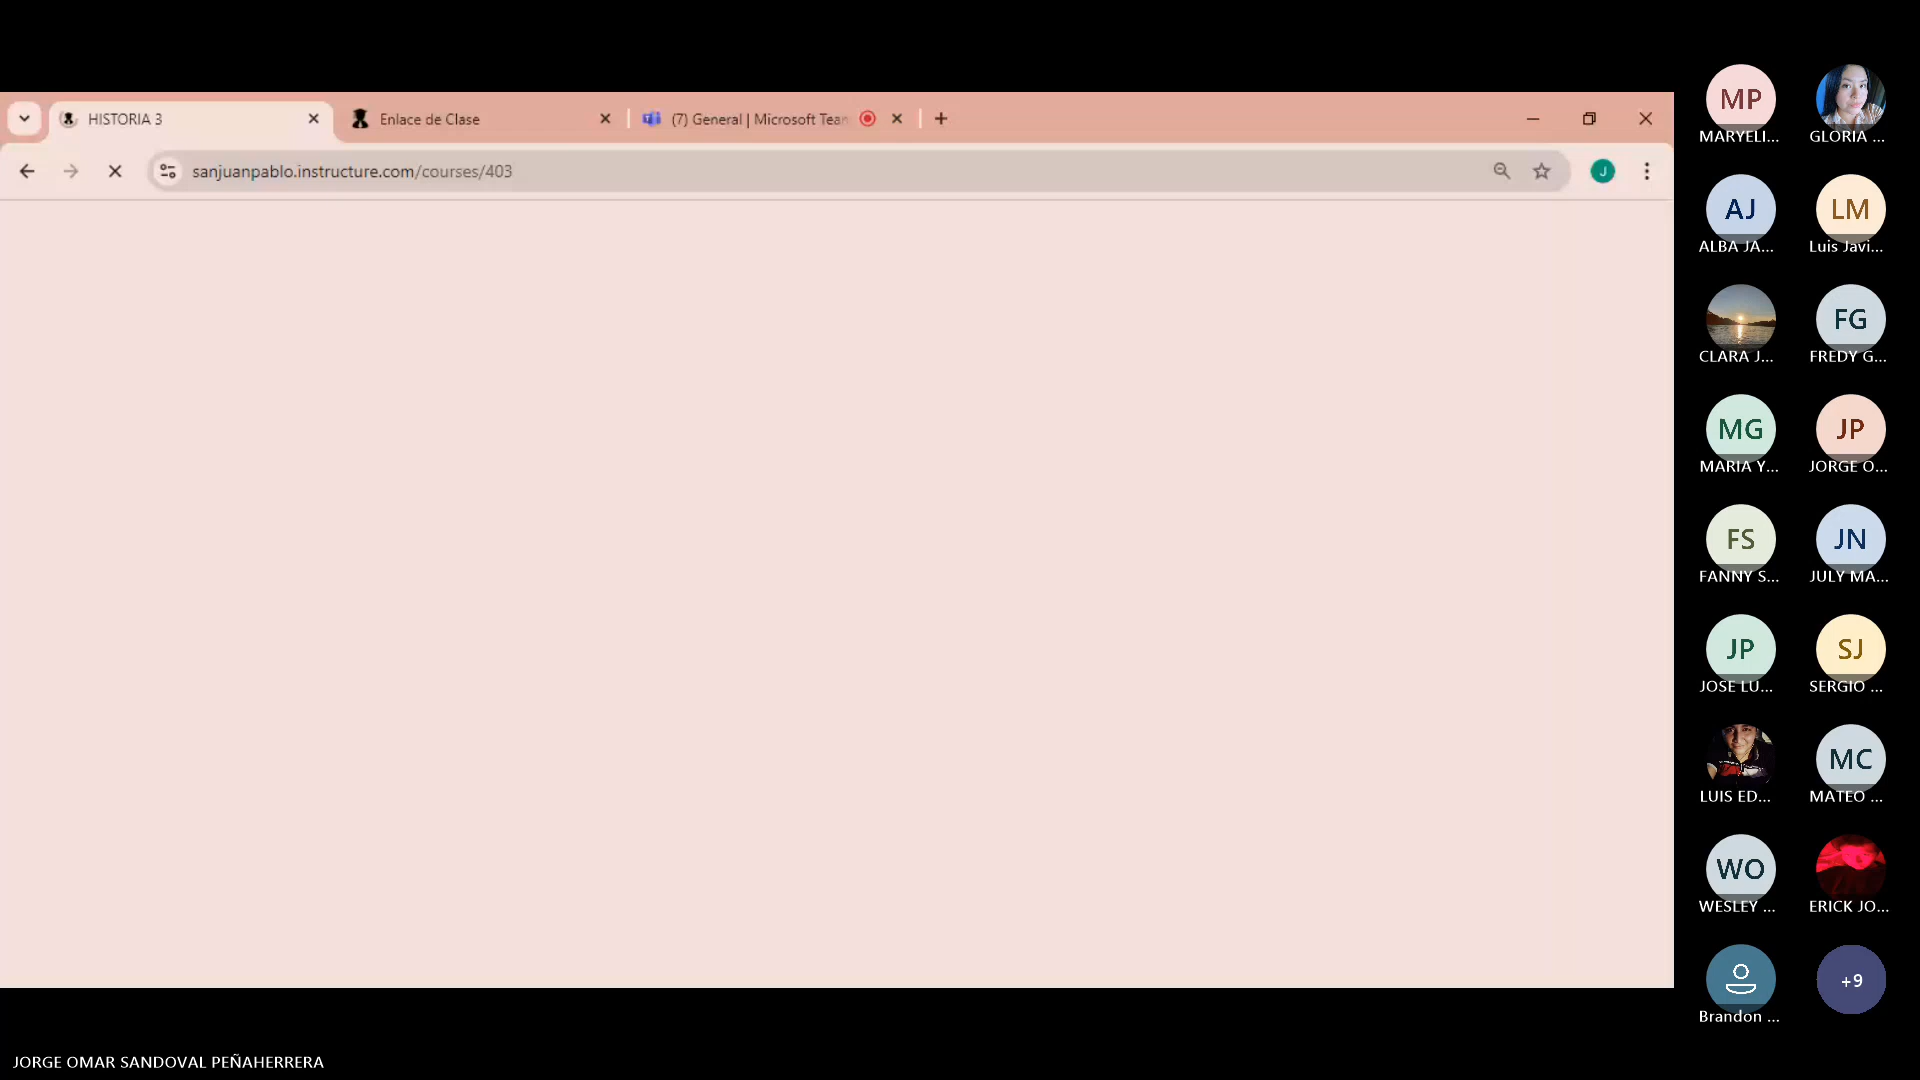 HISTORIA 3
Enlace de Clase
(7) General | Microsoft Team
sanjuanpablo.instructure.com/courses/403
J
MP
MARYELI...
GLORIA ...
AJ
ALBA JA...
LM
Luis Javi...
CLARA J...
FG
FREDY G...
MG
MARIA Y...
JP
JORGE O...
FS
FANNY S...
JN
JULY MA...
JP
JOSE LU...
SJ
SERGIO ...
LUIS ED...
MC
MATEO ...
WO
WESLEY ...
ERICK JO...
Brandon ...
+9
JORGE OMAR SANDOVAL PEÑAHERRERA